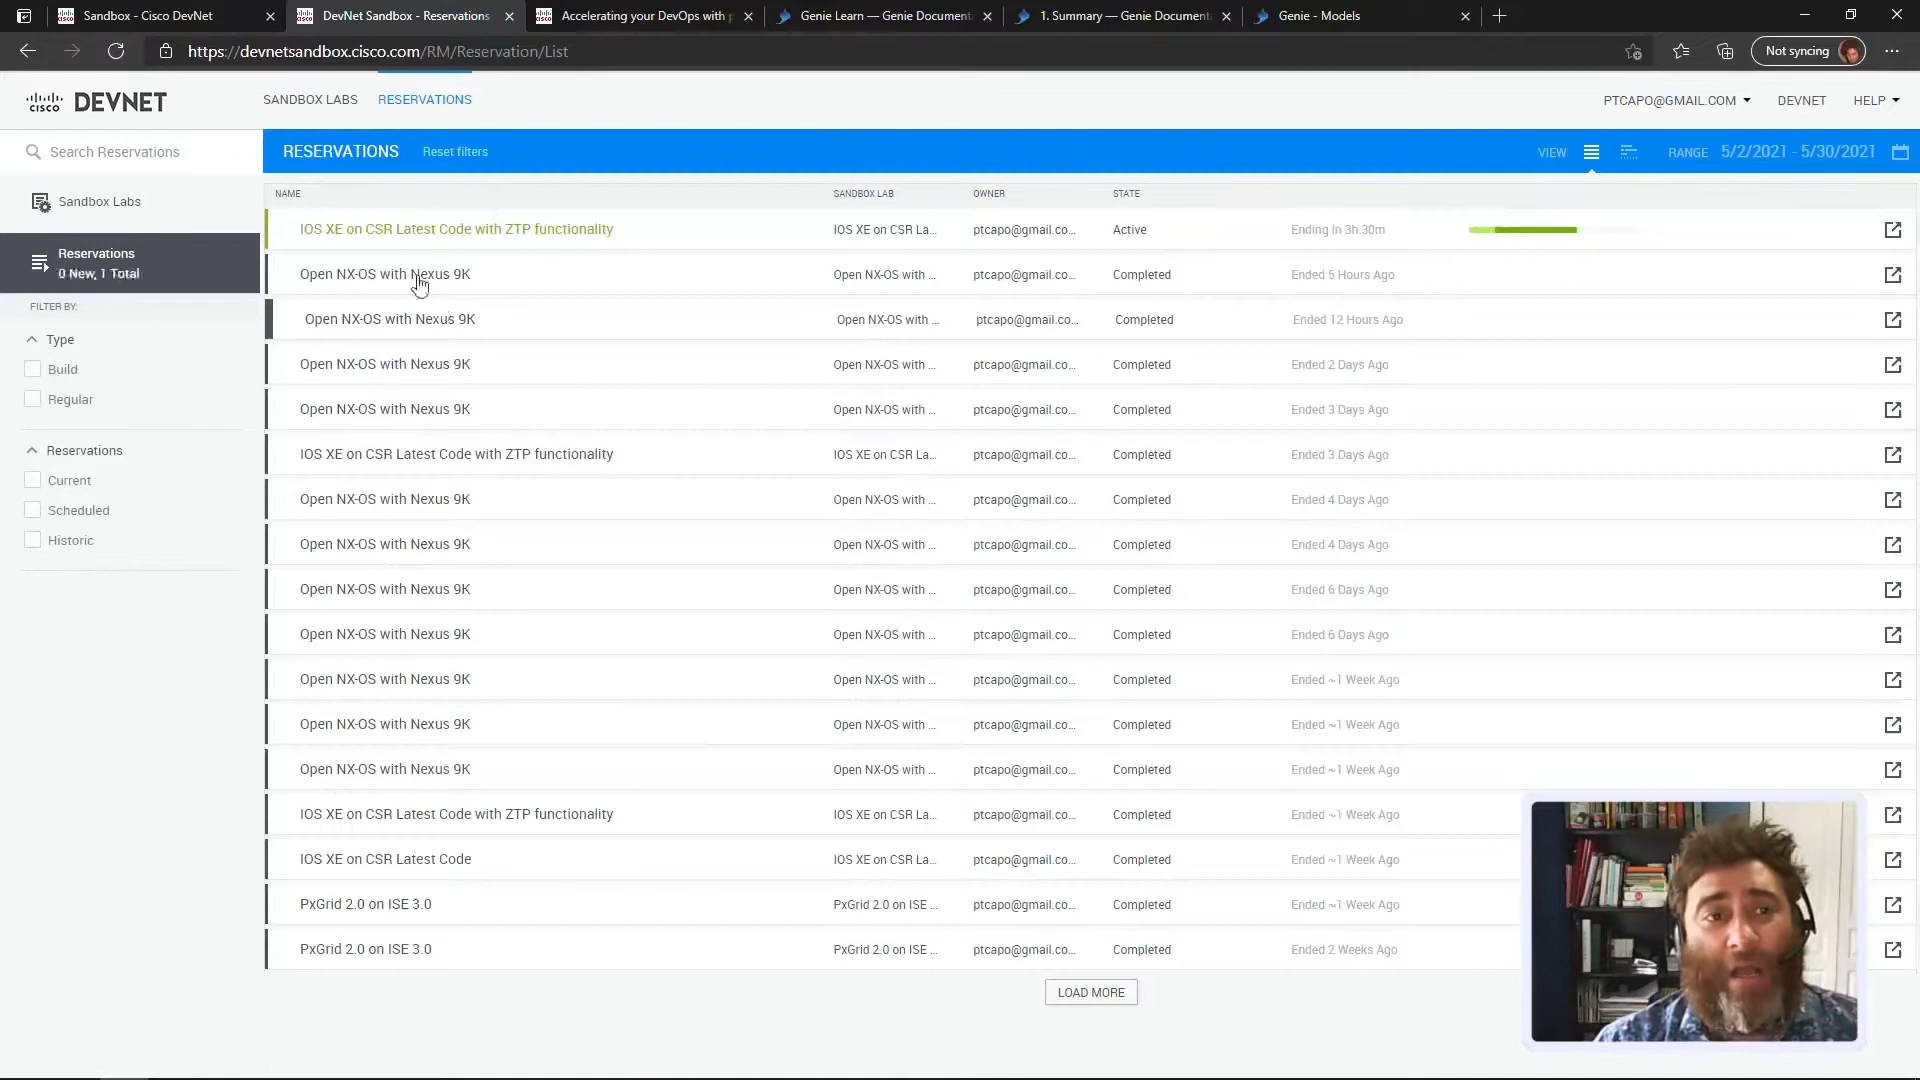 Sandbox - Cisco DevNet
DevNet Sandbox - Reservations
Accelerating your DevOps with p
Genie Learn — Genie Document
1. Summary — Genie Document
Genie - Models
https://devnetsandbox.cisco.com/RM/Reservation/List
Not syncing
CISCO DEVNET
SANDBOX LABS
RESERVATIONS
PTCAPO@GMAIL.COM
DEVNET
HELP
Search Reservations
RESERVATIONS
Reset filters
VIEW
RANGE 5/2/2021 - 5/30/2021
Sandbox Labs
Reservations
0 New, 1 Total
FILTER BY:
Type
Build
Regular
Reservations
Current
Scheduled
Historic
NAME SANDBOX LAB OWNER STATE
IOS XE on CSR Latest Code with ZTP functionality IOS XE on CSR La... ptcapo@gmail.co... Active Ending In 3h.30m
Open NX-OS with Nexus 9K Open NX-OS with ... ptcapo@gmail.co... Completed Ended 5 Hours Ago
Open NX-OS with Nexus 9K Open NX-OS with ... ptcapo@gmail.co... Completed Ended 12 Hours Ago
Open NX-OS with Nexus 9K Open NX-OS with ... ptcapo@gmail.co... Completed Ended 2 Days Ago
Open NX-OS with Nexus 9K Open NX-OS with ... ptcapo@gmail.co... Completed Ended 3 Days Ago
IOS XE on CSR Latest Code with ZTP functionality IOS XE on CSR La... ptcapo@gmail.co... Completed Ended 3 Days Ago
Open NX-OS with Nexus 9K Open NX-OS with ... ptcapo@gmail.co... Completed Ended 4 Days Ago
Open NX-OS with Nexus 9K Open NX-OS with ... ptcapo@gmail.co... Completed Ended 4 Days Ago
Open NX-OS with Nexus 9K Open NX-OS with ... ptcapo@gmail.co... Completed Ended 6 Days Ago
Open NX-OS with Nexus 9K Open NX-OS with ... ptcapo@gmail.co... Completed Ended 6 Days Ago
Open NX-OS with Nexus 9K Open NX-OS with ... ptcapo@gmail.co... Completed Ended ~1 Week Ago
Open NX-OS with Nexus 9K Open NX-OS with ... ptcapo@gmail.co... Completed Ended ~1 Week Ago
Open NX-OS with Nexus 9K Open NX-OS with ... ptcapo@gmail.co... Completed Ended ~1 Week Ago
IOS XE on CSR Latest Code with ZTP functionality IOS XE on CSR La... ptcapo@gmail.co... Completed Ended ~1 Week Ago
IOS XE on CSR Latest Code IOS XE on CSR La... ptcapo@gmail.co... Completed Ended ~1 Week Ago
PxGrid 2.0 on ISE 3.0 PxGrid 2.0 on ISE ... ptcapo@gmail.co... Completed Ended ~1 Week Ago
PxGrid 2.0 on ISE 3.0 PxGrid 2.0 on ISE ... ptcapo@gmail.co... Completed Ended 2 Weeks Ago
LOAD MORE